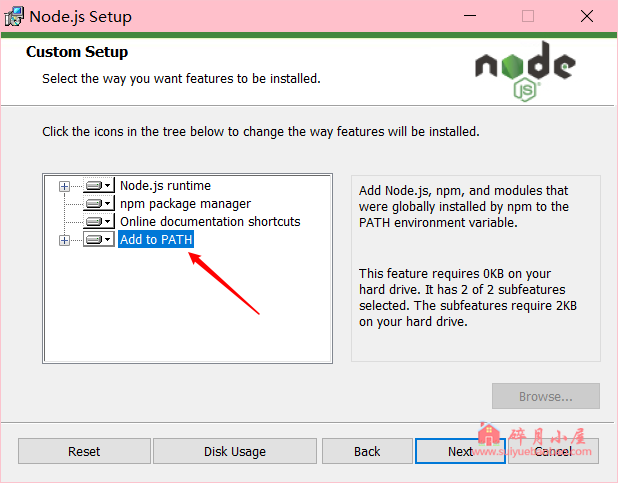 Node.js Setup
Custom Setup
Select the way you want features to be installed.
node
JS
Click the icons in the tree below to change the way features will be installed.
Node.js runtime
npm package manager
Online documentation shortcuts
Add to PATH
Add Node.js, npm, and modules that
were globally installed by npm to the
PATH environment variable.
This feature requires 0KB on your
hard drive. It has 2 of 2 subfeatures
selected. The subfeatures require 2KB
on your hard drive.
Browse...
碎月小屋
Reset
Disk Usage
Back
Next
Cancel